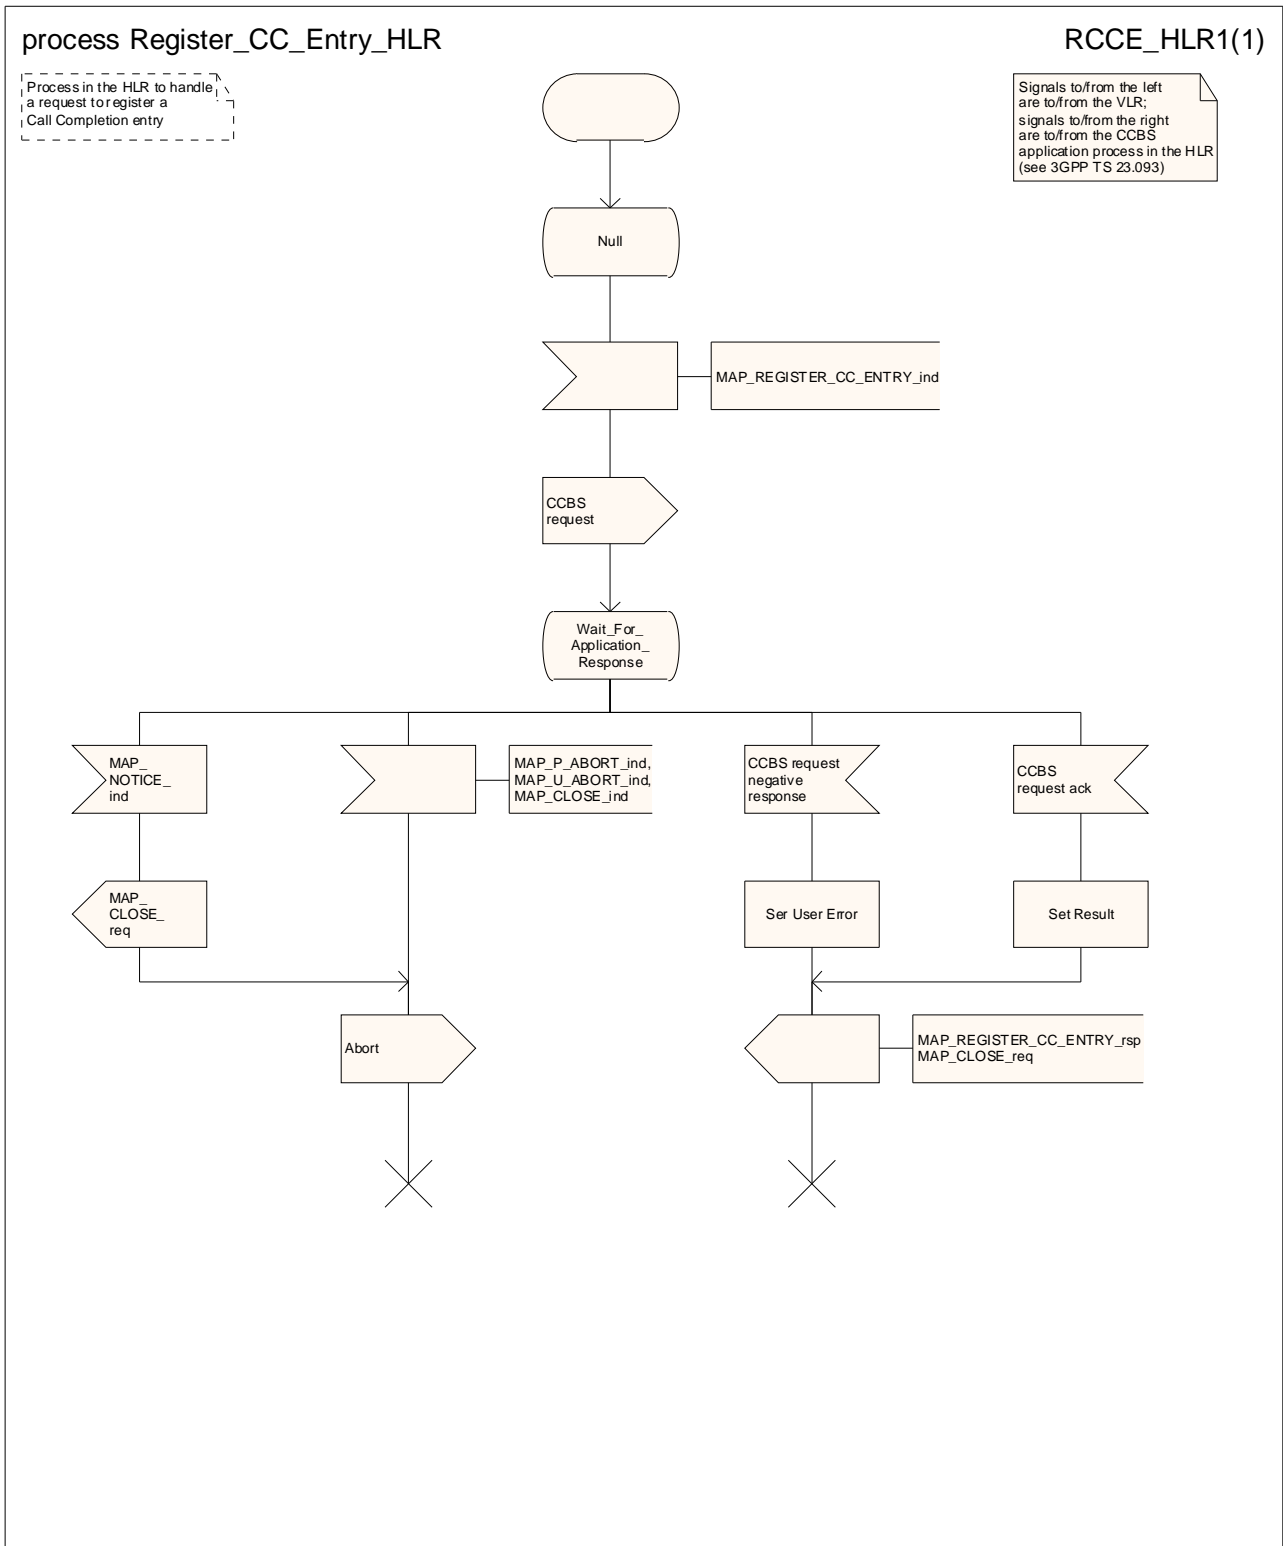 process Register_CC_Entry_HLR
RCCE_HLR1(1)
Process in the HLR to handle
a request to register a
Call Completion entry
Signals to/from the left
are to/from the VLR;
signals to/from the right
are to/from the CCBS
application process in the HLR
(see 3GPP TS 23.093)
Null
MAP_REGISTER_CC_ENTRY_ind
CCBS
request
Wait_For_
Application_
Response
MAP_
NOTICE_
ind
MAP_P_ABORT_ind,
MAP_U_ABORT_ind,
MAP_CLOSE_ind
CCBS request
negative
response
CCBS
request ack
MAP_
CLOSE_
req
Ser User Error
Set Result
Abort
MAP_REGISTER_CC_ENTRY_rsp
MAP_CLOSE_req